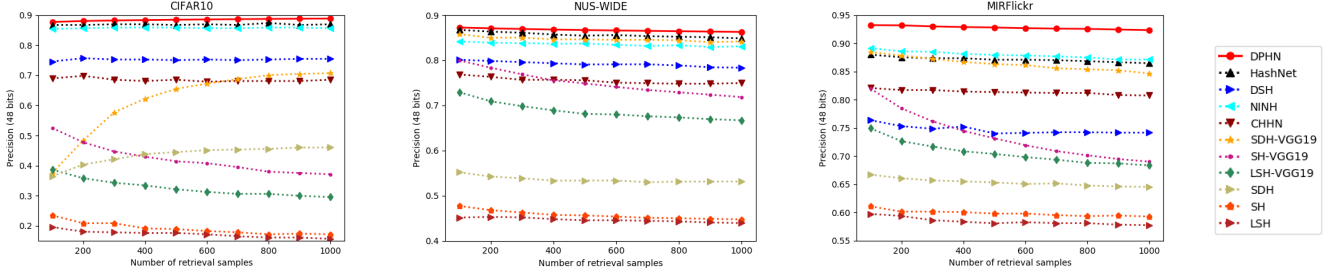 CIFAR10
Precision (48 bits)
0.9
0.8
0.7
0.6
0.5
0.4
0.3
0.2
200
400
600
800
1000
Number of retrieval samples
NUS-WIDE
Precision (48 bits)
0.9
0.8
0.7
0.6
0.5
0.4
200
400
600
800
1000
Number of retrieval samples
MIRFlickr
Precision (48 bits)
0.95
0.90
0.85
0.80
0.75
0.70
0.65
0.60
0.55
200
400
600
800
1000
Number of retrieval samples
DPHN
HashNet
DSH
NINH
CHHN
SDH-VGG19
SH-VGG19
LSH-VGG19
SDH
SH
LSH